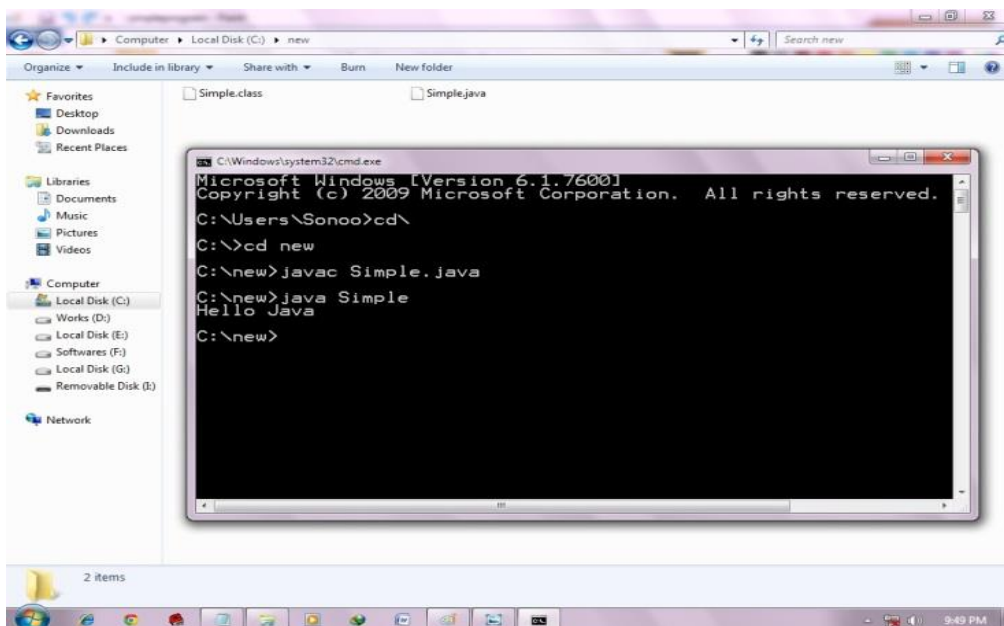 Computer ▸ Local Disk (C:) ▸ new
Search new
Organize ▾ Include in library ▾ Share with ▾ Burn New folder
Favorites
Desktop
Downloads
Recent Places
Libraries
Documents
Music
Pictures
Videos
Computer
Local Disk (C:)
Works (D:)
Local Disk (E:)
Softwares (F:)
Local Disk (G:)
Removable Disk (I:)
Network
Simple.class Simple.java
C:\Windows\system32\cmd.exe
Microsoft Windows [Version 6.1.7600]
Copyright (c) 2009 Microsoft Corporation. All rights reserved.
C:\Users\Sonoo>cd\
C:\>cd new
C:\new>javac Simple.java
C:\new>java Simple
Hello Java
C:\new>
2 items
9:49 PM